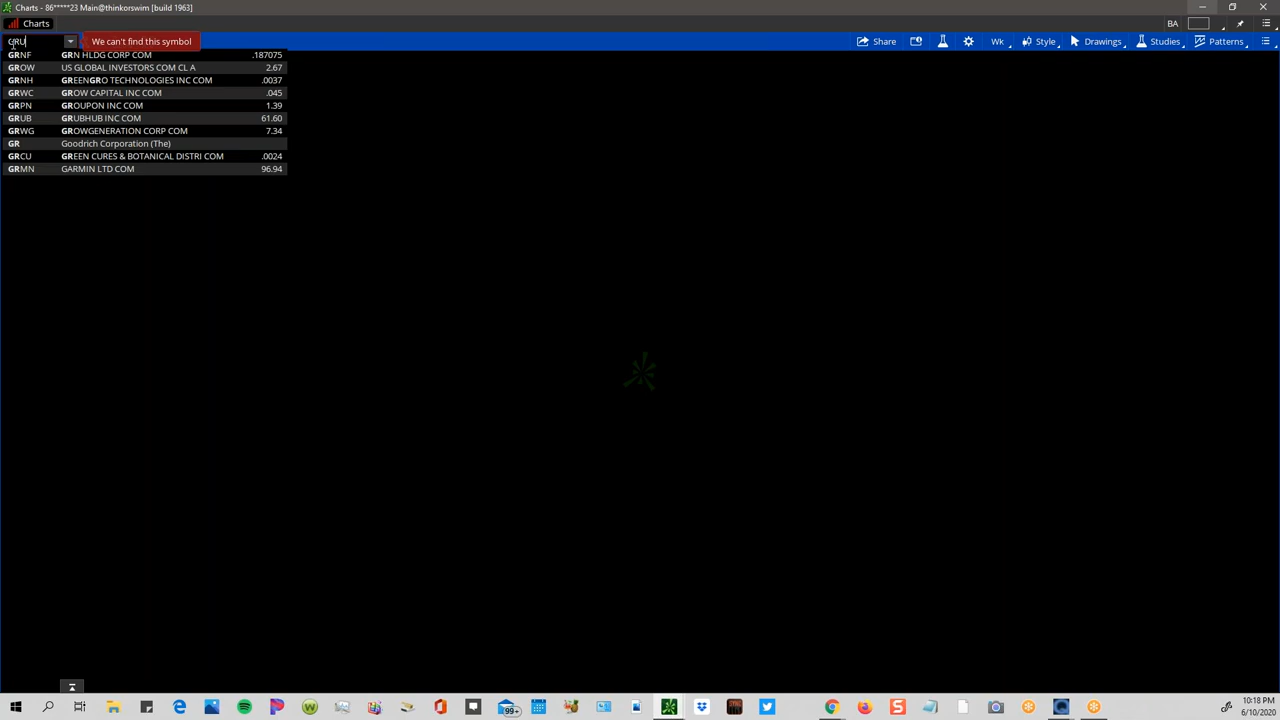 Charts - 86*****23 Main@thinkorswim [build 1963]
Charts
BA
GRU
We can't find this symbol
Share
Wk
Style
Drawings
Studies
Patterns
GRNF GRN HLDG CORP COM .187075
GROW US GLOBAL INVESTORS COM CL A 2.67
GRNH GREENGRO TECHNOLOGIES INC COM .0037
GRWC GROW CAPITAL INC COM .045
GRPN GROUPON INC COM 1.39
GRUB GRUBHUB INC COM 61.60
GRWG GROWGENERATION CORP COM 7.34
GR Goodrich Corporation (The)
GRCU GREEN CURES & BOTANICAL DISTRI COM .0024
GRMN GARMIN LTD COM 96.94
99+
10:18 PM
6/10/2020